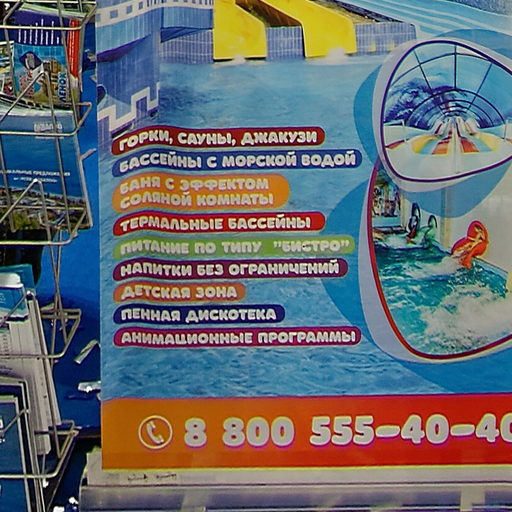 ГОРКИ, САУНЫ, ДЖАКУЗИ
БАССЕЙНЫ С МОРСКОЙ ВОДОЙ
БАНЯ С ЭФФЕКТОМ
СОЛЯНОЙ КОМНАТЫ
ТЕРМАЛЬНЫЕ БАССЕЙНЫ
ПИТАНИЕ ПО ТИПУ "БИСТРО"
НАПИТКИ БЕЗ ОГРАНИЧЕНИЙ
ДЕТСКАЯ ЗОНА
ПЕННАЯ ДИСКОТЕКА
АНИМАЦИОННЫЕ ПРОГРАММЫ
8 800 555-40-40